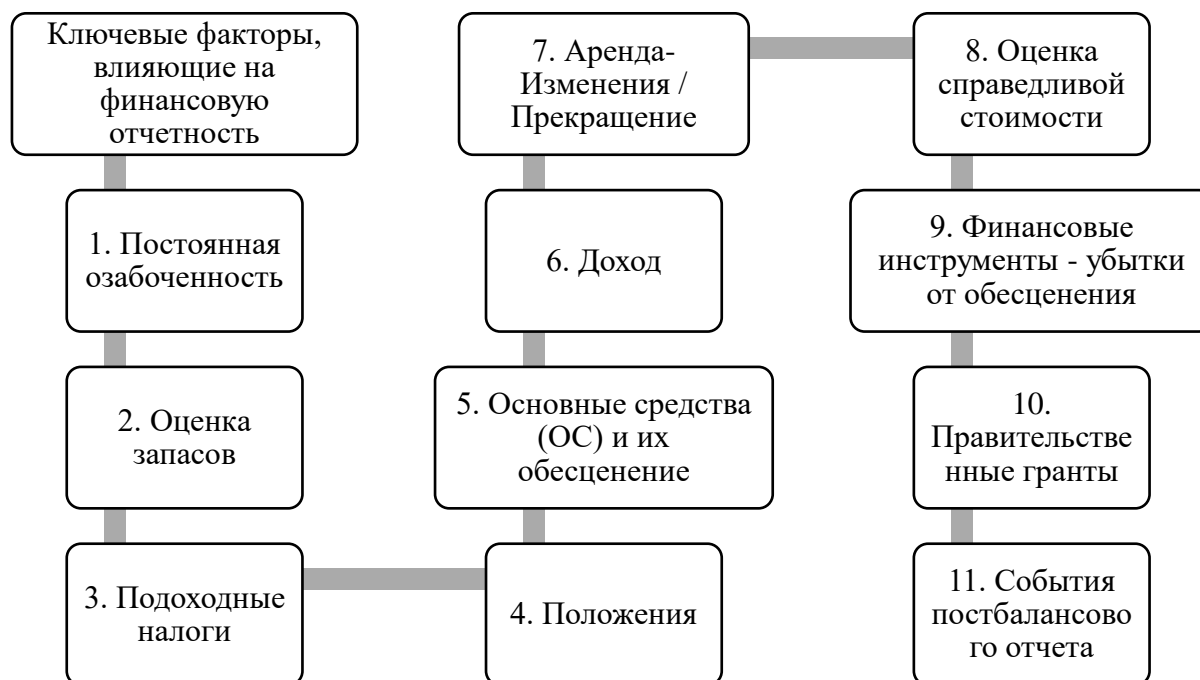 Ключевые факторы,
влияющие на
финансовую
отчетность
1. Постоянная
озабоченность
2. Оценка
запасов
3. Подоходные
налоги
4. Положения
5. Основные средства
(ОС) и их
обесценение
6. Доход
7. Аренда-
Изменения /
Прекращение
8. Оценка
справедливой
стоимости
9. Финансовые
инструменты - убытки
от обесценения
10.
Правительстве
нные гранты
11. События
постбалансово
го отчета